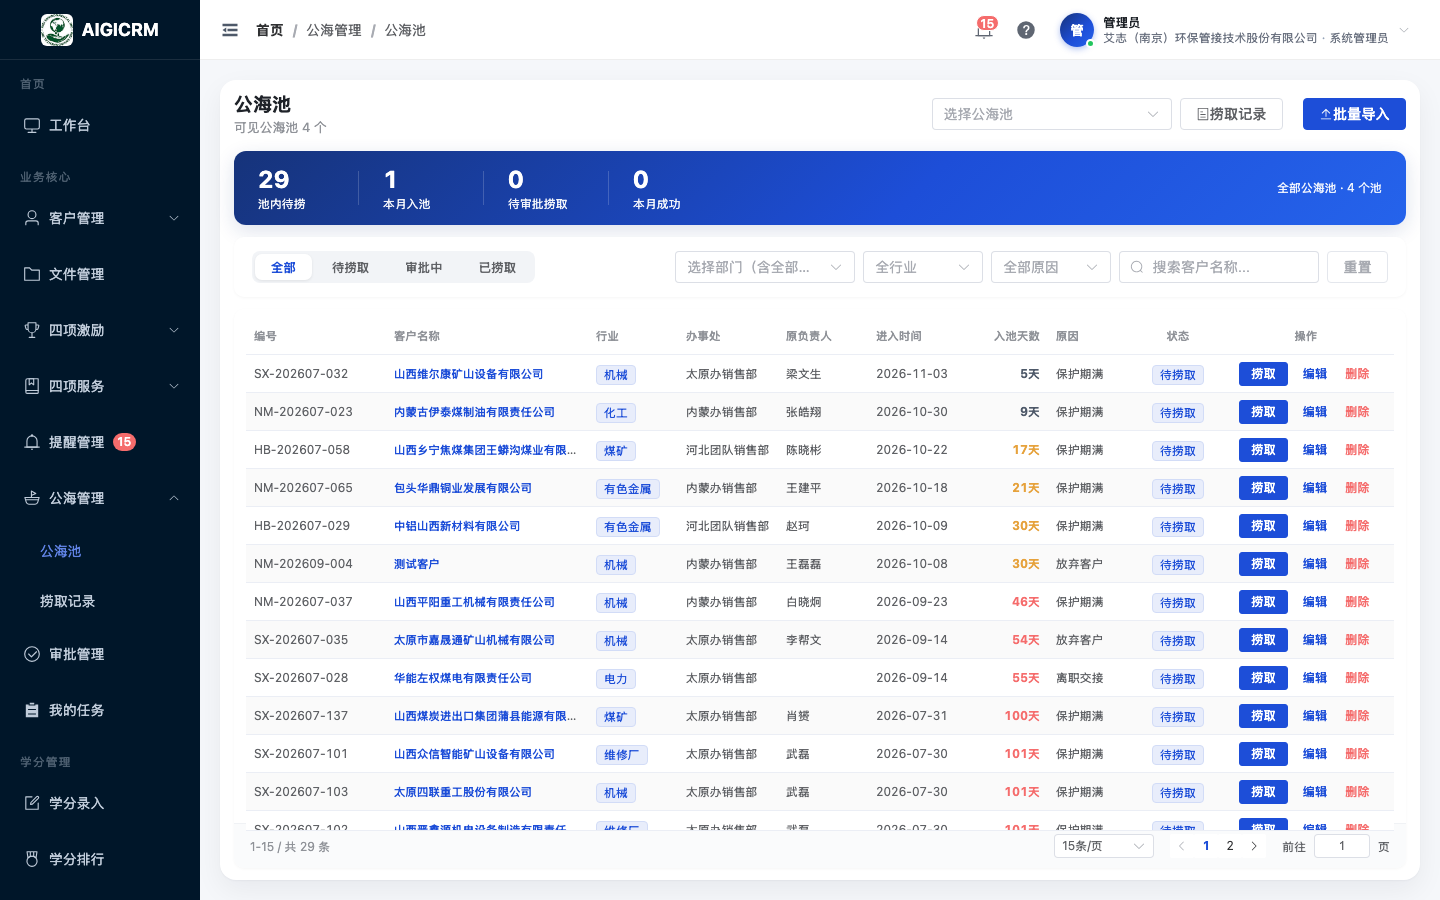 AIGICRM
首页
工作台
业务核心
客户管理
文件管理
四项激励
四项服务
提醒管理 15
公海管理
公海池
捞取记录
审批管理
我的任务
学分管理
学分录入
学分排行
首页 / 公海管理 / 公海池
15
管
管理员
艾志（南京）环保管接技术股份有限公司 · 系统管理员
公海池
可见公海池 4 个
选择公海池
捞取记录
批量导入
29 1 0 0
池内待捞 本月入池 待审批捞取 本月成功
全部公海池 · 4 个池
全部 待捞取 审批中 已捞取
选择部门（含全部... 全行业 全部原因 搜索客户名称... 重置
编号 客户名称 行业 办事处 原负责人 进入时间 入池天数 原因 状态 操作
SX-202607-032 山西维尔康矿山设备有限公司 机械 太原办销售部 梁文生 2026-11-03 5天 保护期满 待捞取 捞取 编辑 删除
NM-202607-023 内蒙古伊泰煤制油有限责任公司 化工 内蒙办销售部 张皓翔 2026-10-30 9天 保护期满 待捞取 捞取 编辑 删除
HB-202607-058 山西乡宁焦煤集团王蟒沟煤业有限... 煤矿 河北团队销售部 陈晓彬 2026-10-22 17天 保护期满 待捞取 捞取 编辑 删除
NM-202607-065 包头华鼎铜业发展有限公司 有色金属 内蒙办销售部 王建平 2026-10-18 21天 保护期满 待捞取 捞取 编辑 删除
HB-202607-029 中铝山西新材料有限公司 有色金属 河北团队销售部 赵珂 2026-10-09 30天 保护期满 待捞取 捞取 编辑 删除
NM-202609-004 测试客户 机械 内蒙办销售部 王磊磊 2026-10-08 30天 放弃客户 待捞取 捞取 编辑 删除
NM-202607-037 山西平阳重工机械有限责任公司 机械 内蒙办销售部 白晓炯 2026-09-23 46天 保护期满 待捞取 捞取 编辑 删除
SX-202607-035 太原市嘉晟通矿山机械有限公司 机械 太原办销售部 李帮文 2026-09-14 54天 放弃客户 待捞取 捞取 编辑 删除
SX-202607-028 华能左权煤电有限责任公司 电力 太原办销售部 2026-09-14 55天 离职交接 待捞取 捞取 编辑 删除
SX-202607-137 山西煤炭进出口集团蒲县能源有限... 煤矿 太原办销售部 肖赟 2026-07-31 100天 保护期满 待捞取 捞取 编辑 删除
SX-202607-101 山西众信智能矿山设备有限公司 维修厂 太原办销售部 武磊 2026-07-30 101天 保护期满 待捞取 捞取 编辑 删除
SX-202607-103 太原四联重工股份有限公司 机械 太原办销售部 武磊 2026-07-30 101天 保护期满 待捞取 捞取 编辑 删除
SX-202607-102 太原办销售部 武磊 2026-07-30 101天 保护期满 待捞取 捞取 编辑 删除
1-15 / 共 29 条 15条/页 1 2 前往 1 页